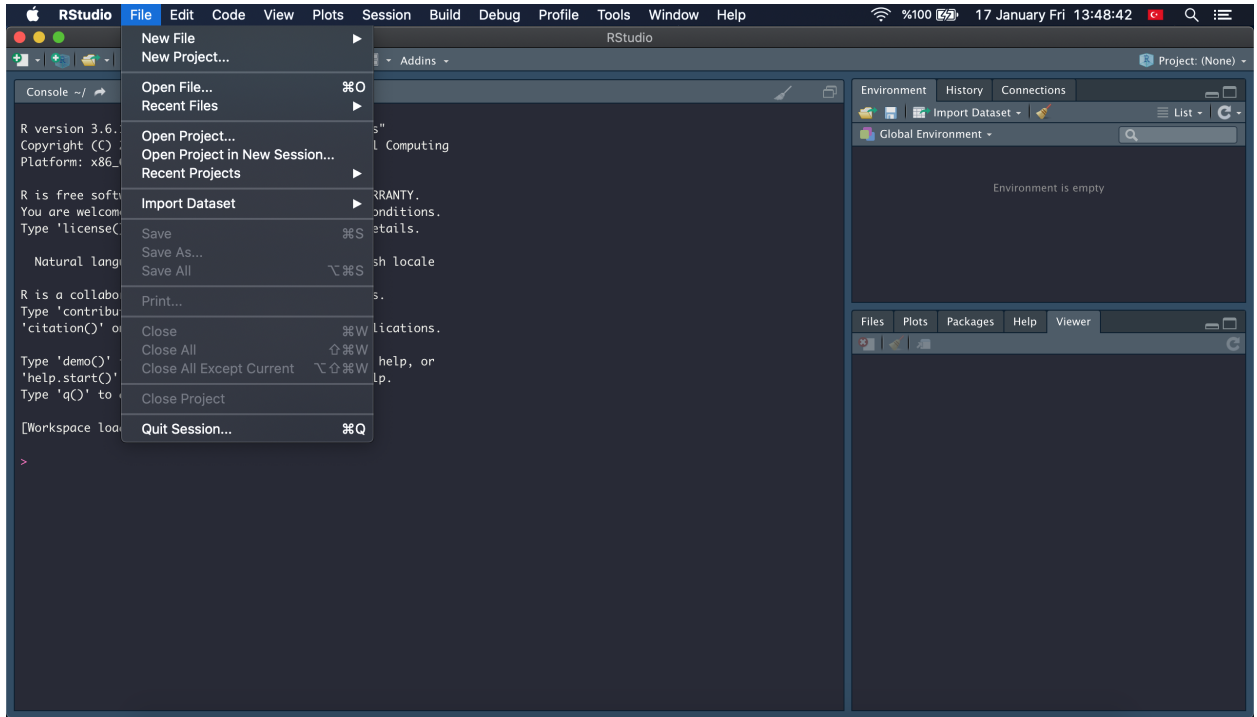 RStudio File Edit Code View Plots Session Build Debug Profile Tools Window Help %100 17 January Fri 13:48:42
RStudio
Addins
Project: (None)
New File
New Project...
Open File... ⌘O
Recent Files
Open Project...
Open Project in New Session...
Recent Projects
Import Dataset
Save ⌘S
Save As...
Save All ⌥⌘S
Print...
Close ⌘W
Close All ⇧⌘W
Close All Except Current ⌥⇧⌘W
Close Project
Quit Session... ⌘Q
Console ~/
R version 3.6. s"
Copyright (C) l Computing
Platform: x86_
R is free soft RRANTY.
You are welcom onditions.
Type 'license() etails.
Natural lang sh locale
R is a collabo s.
Type 'contribu
'citation()' o lications.
Type 'demo()' help, or
'help.start()' lp.
Type 'q()' to
[Workspace loa
>
Environment History Connections
Import Dataset List
Global Environment
Environment is empty
Files Plots Packages Help Viewer